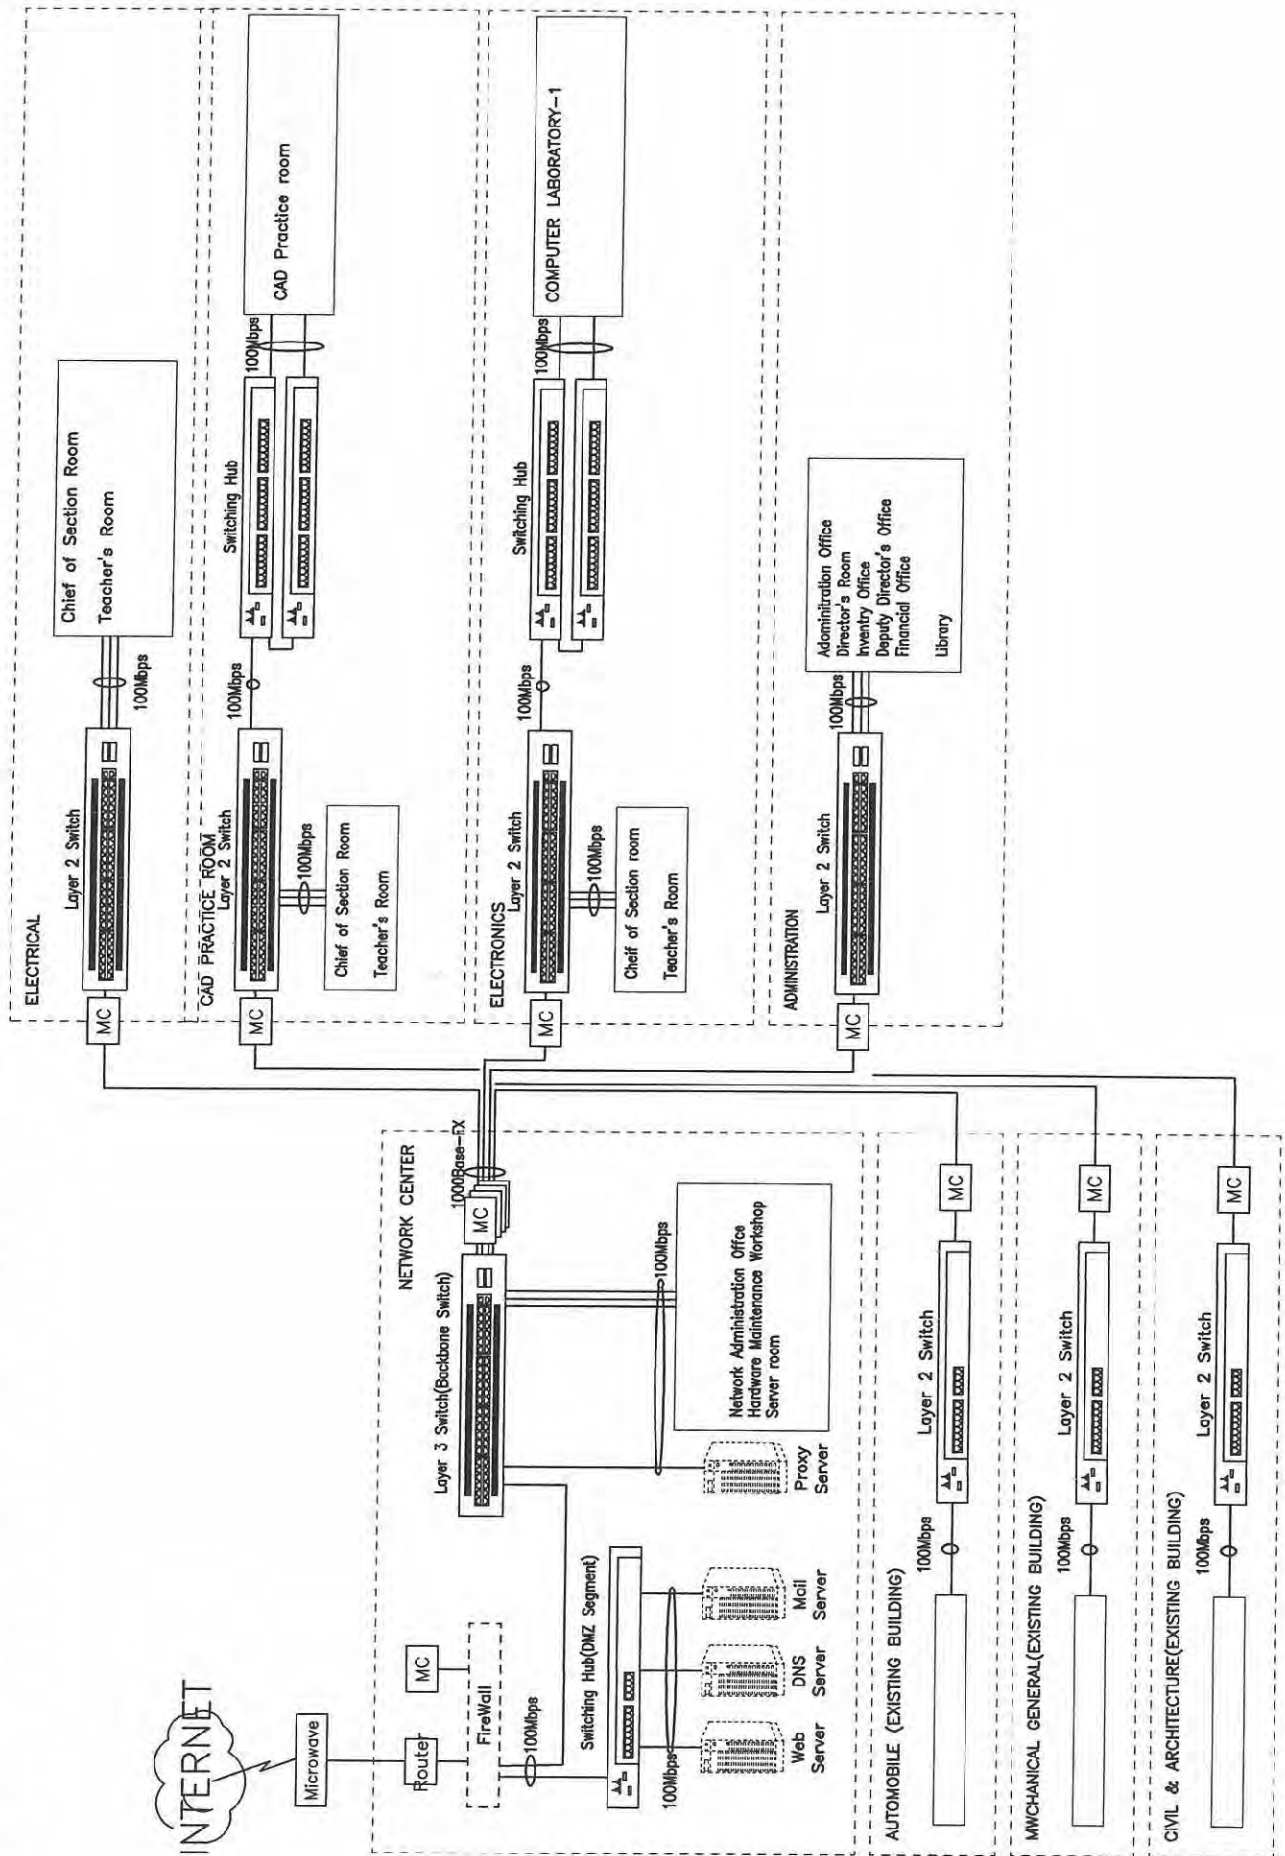 INTERNET
Microwave
Router
MC
FireWall
100Mbps
Switching Hub(DMZ Segment)
100Mbps
Web
Server
DNS
Server
Mail
Server
NETWORK CENTER
Layer 3 Switch(Backbone Switch)
MC
1000Base-FX
100Mbps
Proxy
Server
Network Administration Offce
Hardware Maintenance Workshop
Server room
ELECTRICAL
MC
Layer 2 Switch
100Mbps
Chief of Section Room
Teacher's Room
CAD PRACTICE ROOM
MC
Layer 2 Switch
100Mbps
Chief of Section Room
Teacher's Room
100Mbps
Switching Hub
100Mbps
CAD Practice room
ELECTRONICS
MC
Layer 2 Switch
100Mbps
Cheif of Section room
Teacher's Room
100Mbps
Switching Hub
100Mbps
COMPUTER LABORATORY-1
ADMINISTRATION
MC
Layer 2 Switch
100Mbps
Adominitration Office
Director's Room
Inventry Office
Deputy Director's Office
Financial Office
Library
AUTOMOBILE (EXISTING BUILDING)
100Mbps
Layer 2 Switch
MC
MWCHANICAL GENERAL(EXISTING BUILDING)
100Mbps
Layer 2 Switch
MC
CIVIL & ARCHITECTURE(EXISTING BUILDING)
100Mbps
Layer 2 Switch
MC